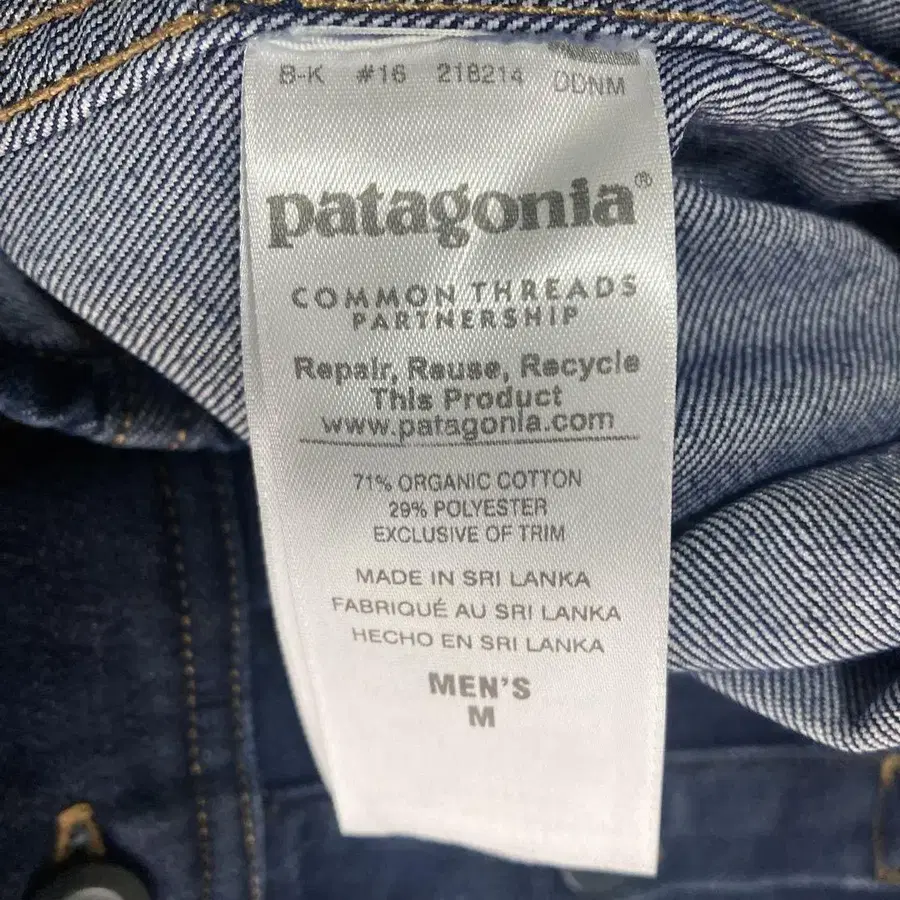 8-K #16 218214 DDNM
patagonia®
COMMON THREADS
PARTNERSHIP
Repair, Reuse, Recycle
This Product
www.patagonia.com
71% ORGANIC COTTON
29% POLYESTER
EXCLUSIVE OF TRIM
MADE IN SRI LANKA
FABRIQUÉ AU SRI LANKA
HECHO EN SRI LANKA
MEN'S
M